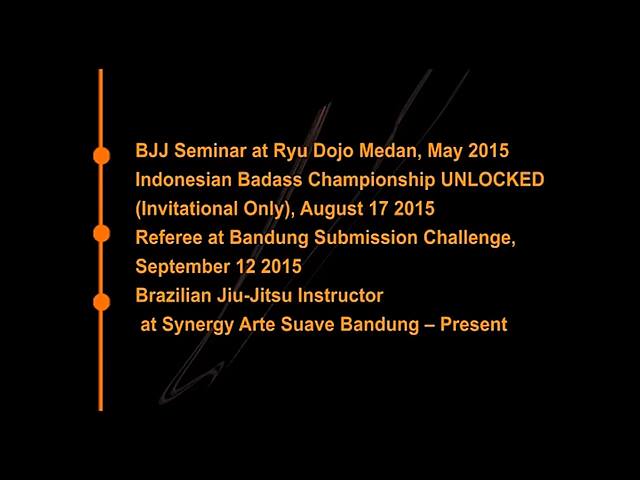 BJJ Seminar at Ryu Dojo Medan, May 2015
Indonesian Badass Championship UNLOCKED
(Invitational Only), August 17 2015
Referee at Bandung Submission Challenge,
September 12 2015
Brazilian Jiu-Jitsu Instructor
at Synergy Arte Suave Bandung – Present